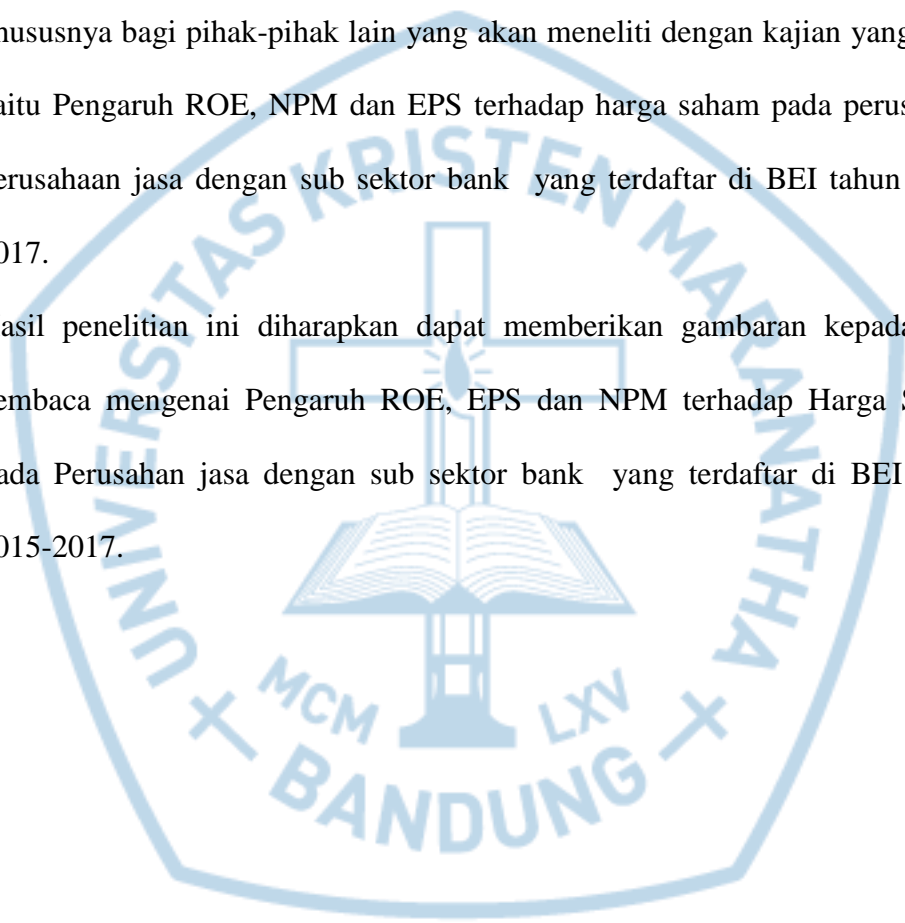 hususnya bagi pihak-pihak lain yang akan meneliti dengan kajian yang
aitu Pengaruh ROE, NPM dan EPS terhadap harga saham pada perus
erusahaan jasa dengan sub sektor bank yang terdaftar di BEI tahun
017.
asil penelitian ini diharapkan dapat memberikan gambaran kepada
embaca mengenai Pengaruh ROE, EPS dan NPM terhadap Harga S
ada Perusahan jasa dengan sub sektor bank yang terdaftar di BEI
015-2017.
UNIVERSITAS KRISTEN MARANATHA
MCM LXV
BANDUNG